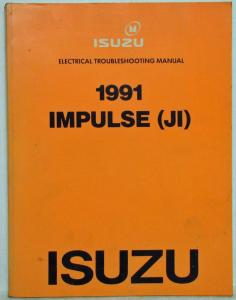 ISUZU
ELECTRICAL TROUBLESHOOTING MANUAL
1991
IMPULSE (JI)
ISUZU